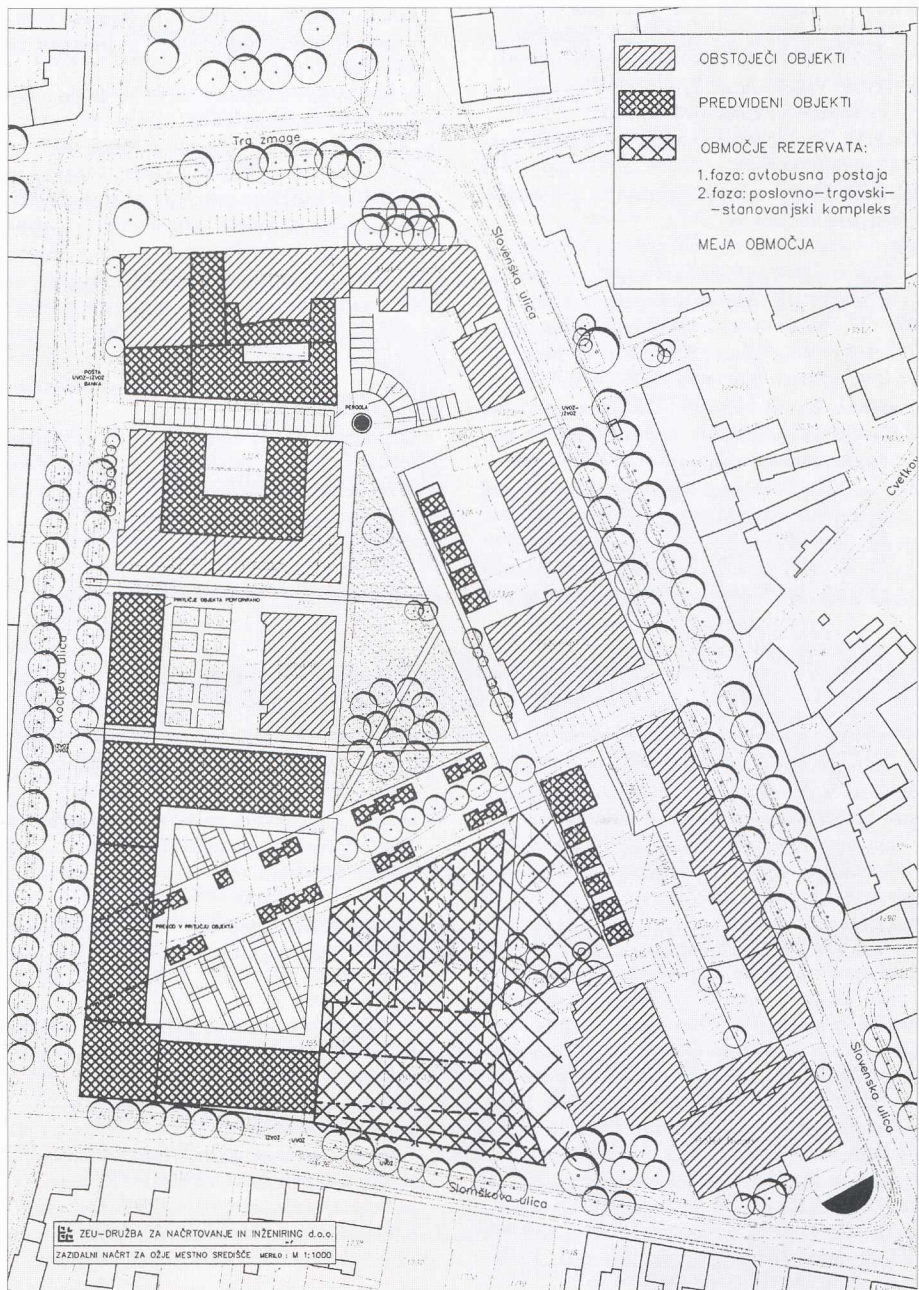 OBSTOJEČI OBJEKTI
PREDVIDENI OBJEKTI
OBMOČJE REZERVATA:
1.faza: avtobusna postaja
2.faza: poslovno-trgovski-
-stanovanjski kompleks
MEJA OBMOČJA
Trg zmage
Slovenska ulica
POŠTA
UVOZ-IZVOZ
BANKA
PERGOLA
UVOZ-
IZVOZ
PRITLIČJE OBJEKTA PERFORIRANO
Kocljeva ulica
IZVOZ
UVOZ
PREHOD V PRITLIČJU OBJEKTA
Slovenska ulica
IZVOZ UVOZ
UVOZ
Slomškova ulica
ZEU-DRUŽBA ZA NAČRTOVANJE IN INŽENIRING d.o.o.
ZAZIDALNI NAČRT ZA OŽJE MESTNO SREDIŠČE MERILO : M 1:1000